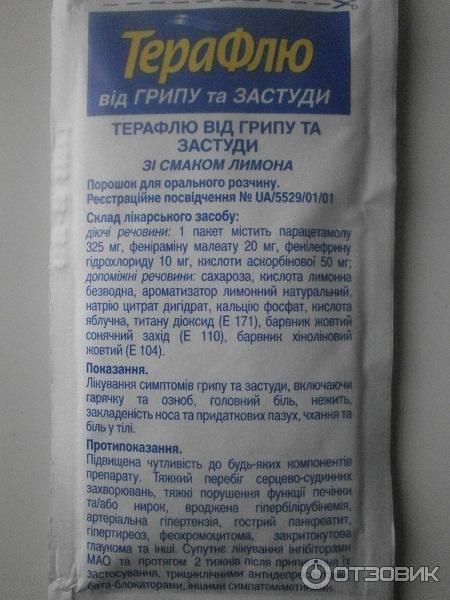 ТераФлю
від ГРИПУ та ЗАСТУДИ
ТЕРАФЛЮ ВІД ГРИПУ ТА
ЗАСТУДИ
ЗІ СМАКОМ ЛИМОНА
Порошок для орального розчину.
Реєстраційне посвідчення № UA/5529/01/01
Склад лікарського засобу:
діючі речовини: 1 пакет містить парацетамолу
325 мг, феніраміну малеату 20 мг, фенілефрину
гідрохлориду 10 мг, кислоти аскорбінової 50 мг;
допоміжні речовини: сахароза, кислота лимонна
безводна, ароматизатор лимонний натуральний,
натрію цитрат дигідрат, кальцію фосфат, кислота
яблучна, титану діоксид (Е 171), барвник жовтий
сонячний захід (Е 110), барвник хіноліновий
жовтий (Е 104).
Показання.
Лікування симптомів грипу та застуди, включаючи
гарячку та озноб, головний біль, нежить,
закладеність носа та придаткових пазух, чхання та
біль у тілі.
Протипоказання.
Підвищена чутливість до будь-яких компонентів
препарату. Тяжкий перебіг серцево-судинних
захворювань, тяжкі порушення функції печінки
та/або нирок, вроджена гіпербілірубінемія,
артеріальна гіпертензія, гострий панкреатит,
гіпертиреоз, феохромоцитома, закритокутова
глаукома та інші. Супутнє лікування інгібіторами
МАО та протягом 2 тижнів після припинення їх
застосування, трициклічними антидепресантами,
бета-блокаторами, іншими симпатоміметиками.
ОТЗОВИК